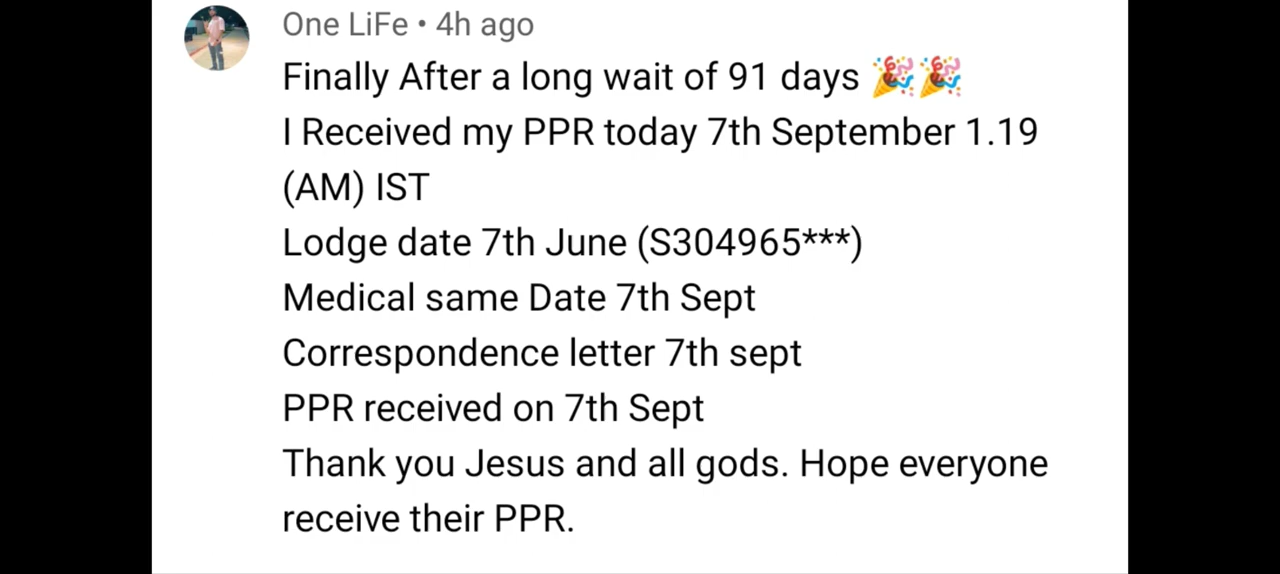 One LiFe • 4h ago
Finally After a long wait of 91 days 🎉🎉
I Received my PPR today 7th September 1.19
(AM) IST
Lodge date 7th June (S304965***)
Medical same Date 7th Sept
Correspondence letter 7th sept
PPR received on 7th Sept
Thank you Jesus and all gods. Hope everyone
receive their PPR.